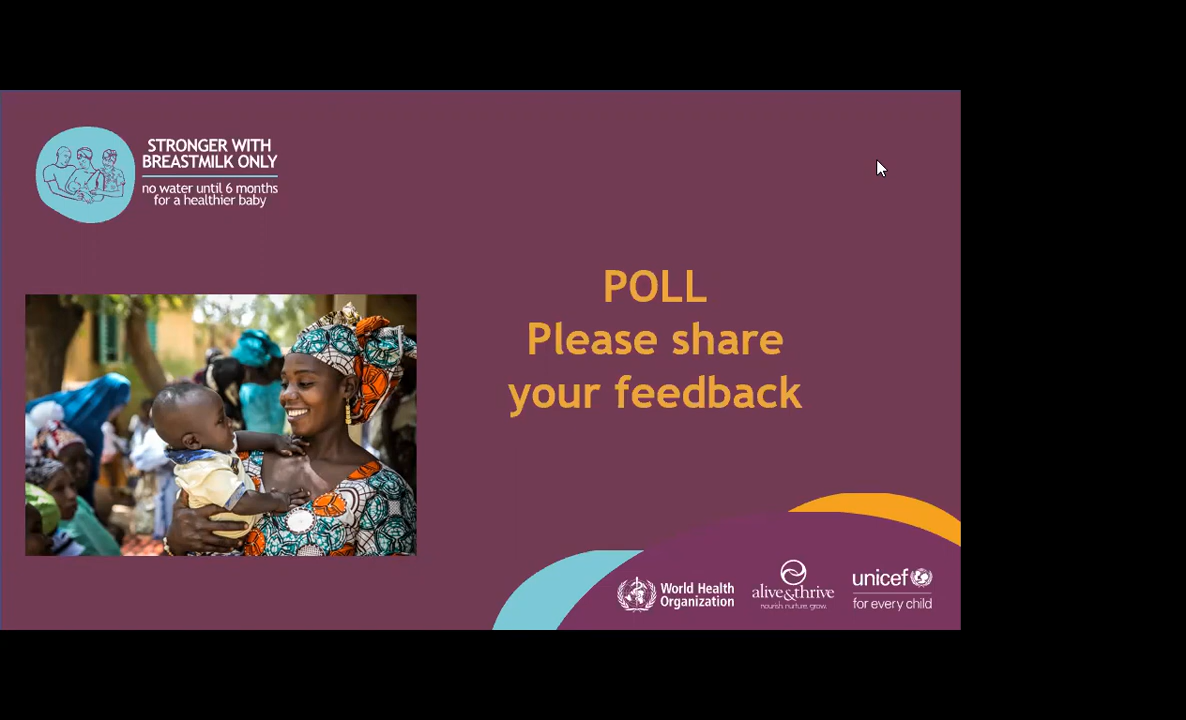 STRONGER WITH
BREASTMILK ONLY
no water until 6 months
for a healthier baby
POLL
Please share
your feedback
World Health
Organization
alive&thrive
nourish. nurture. grow.
unicef
for every child